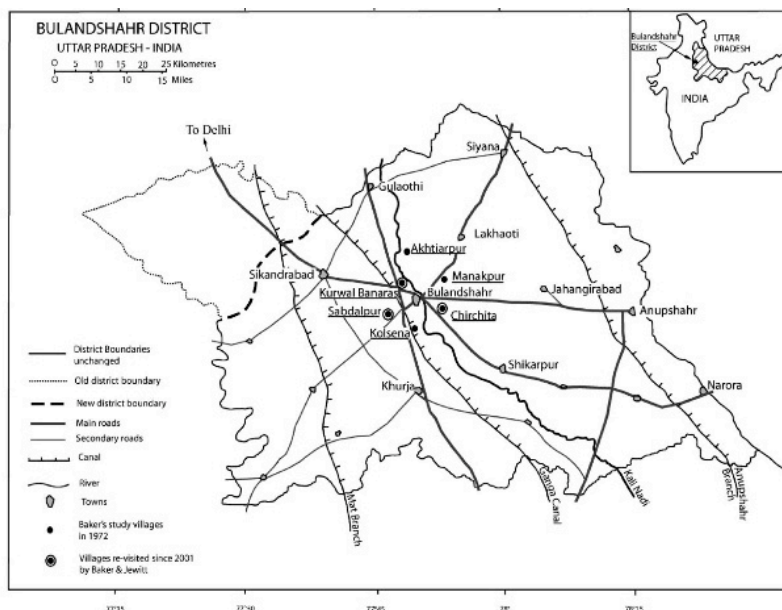 BULANDSHAHR DISTRICT
UTTAR PRADESH - INDIA
0 5 10 15 20 25 Kilometres
0 5 10 15 Miles
Bulandshahr
District
UTTAR
PRADESH
INDIA
To Delhi
Siyana
Gulaothi
Lakhaoti
Akhtiarpur
Sikandrabad
Manakpur
Jahangirabad
Kurwal Banaras
Bulandshahr
Anupshahr
Sabdalpur
Chirchita
Kolsena
Shikarpur
Khurja
Narora
District Boundaries
unchanged
Old district boundary
New district boundary
Main roads
Secondary roads
Canal
River
Towns
Baker's study villages
in 1972
Villages re-visited since 2001
by Baker & Jewitt
Mat Branch
Ganga Canal
Kali Nadi
Anupshahr
Branch